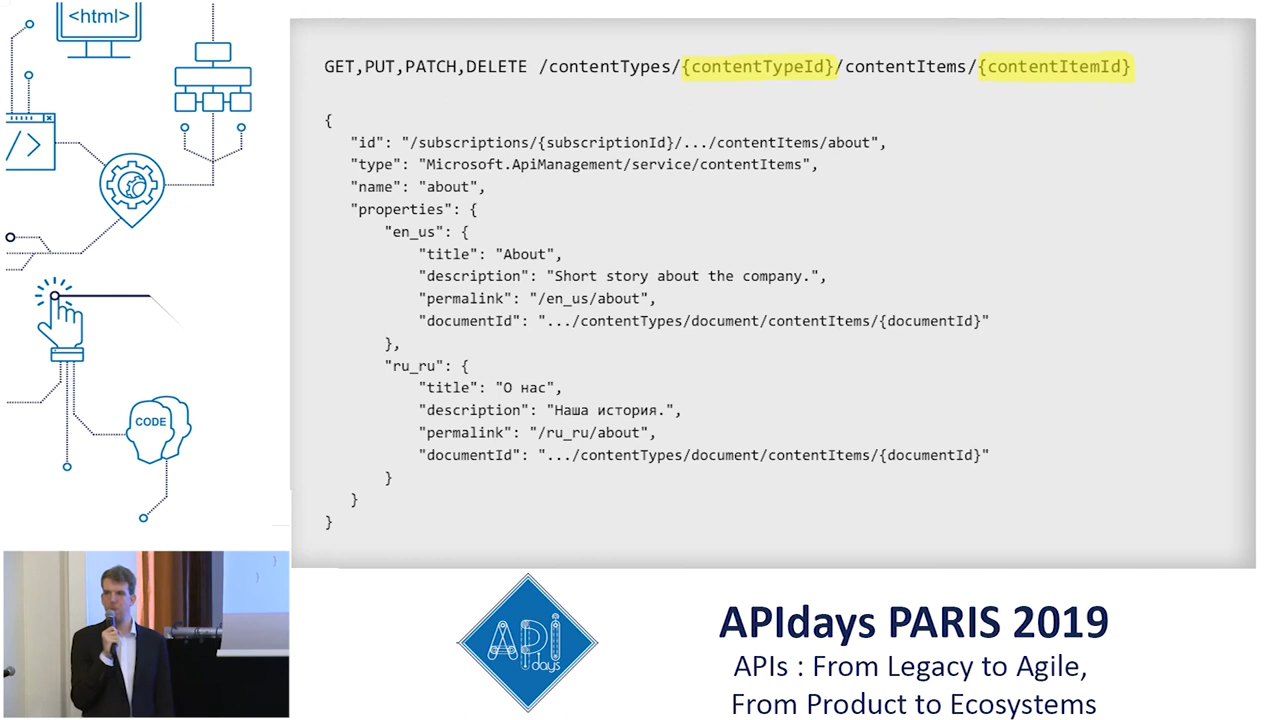 <html>
/>
CODE
GET,PUT,PATCH,DELETE /contentTypes/{contentTypeId}/contentItems/{contentItemId}
{
"id": "/subscriptions/{subscriptionId}/.../contentItems/about",
"type": "Microsoft.ApiManagement/service/contentItems",
"name": "about",
"properties": {
"en_us": {
"title": "About",
"description": "Short story about the company.",
"permalink": "/en_us/about",
"documentId": ".../contentTypes/document/contentItems/{documentId}"
},
"ru_ru": {
"title": "О нас",
"description": "Наша история.",
"permalink": "/ru_ru/about",
"documentId": ".../contentTypes/document/contentItems/{documentId}"
}
}
}
API
days
APIdays PARIS 2019
APIs : From Legacy to Agile,
From Product to Ecosystems